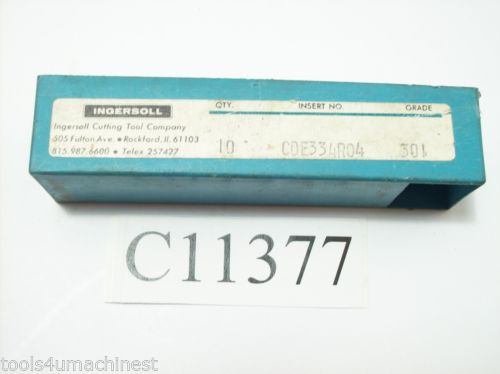 INGERSOLL QTY. INSERT NO. GRADE
Ingersoll Cutting Tool Company
505 Fulton Ave. • Rockford, Il. 61103
815.987.6600 • Telex 257427 10 CDE334R04 301
C11377
tools4umachinest